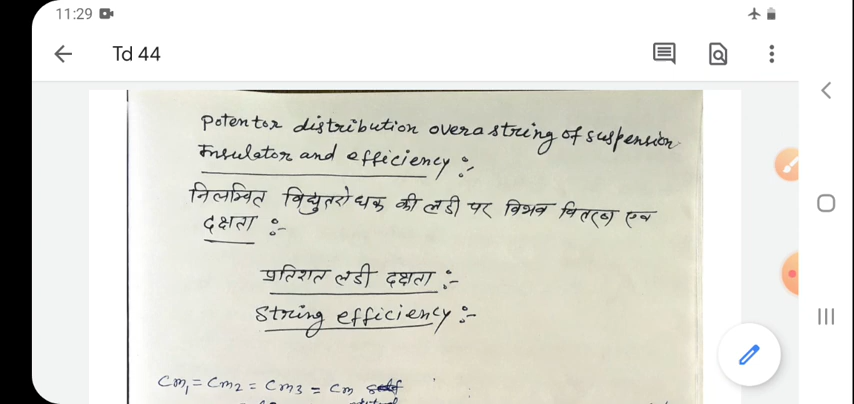 11:29
Td 44
Potentor distribution over a string of suspension
Insulator and efficiency :-
निलम्बित विद्युतरोधक की लडी पर विभव वितरण एव
दक्षता :-
प्रतिशत लडी दक्षता :-
String efficiency :-
Cm1 = Cm2 = Cm3 = Cm